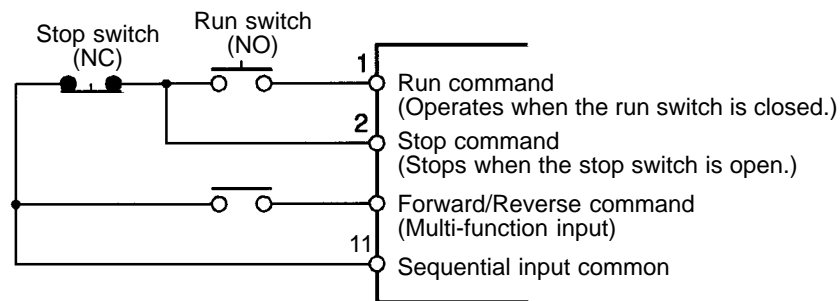 Run switch
(NO)
Stop switch
(NC)
1
Run command
(Operates when the run switch is closed.)
2
Stop command
(Stops when the stop switch is open.)
Forward/Reverse command
(Multi-function input)
11
Sequential input common